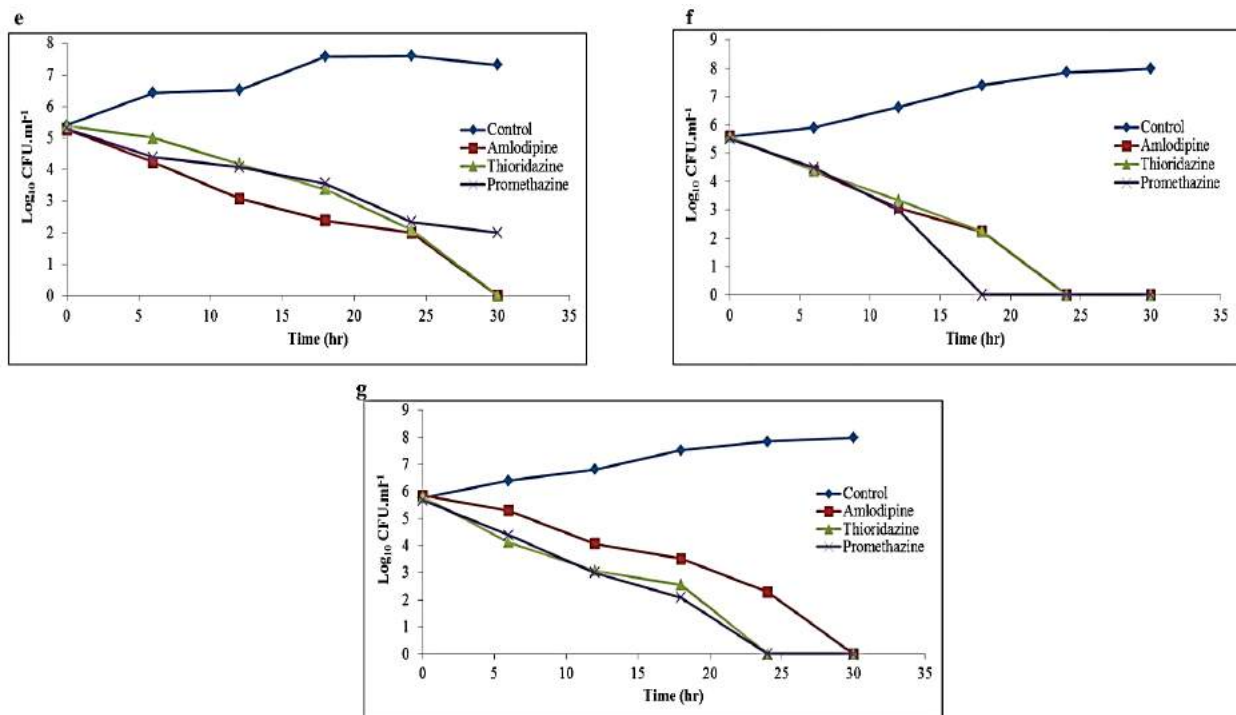 e
8
7
6
5
4
3
2
1
0
Log₁₀ CFU.ml⁻¹
0 5 10 15 20 25 30 35
Time (hr)
Control
Amlodipine
Thioridazine
Promethazine
f
9
8
7
6
5
4
3
2
1
0
Log₁₀ CFU.ml⁻¹
0 5 10 15 20 25 30 35
Time (hr)
Control
Amlodipine
Thioridazine
Promethazine
g
9
8
7
6
5
4
3
2
1
0
Log₁₀ CFU.ml⁻¹
0 5 10 15 20 25 30 35
Time (hr)
Control
Amlodipine
Thioridazine
Promethazine